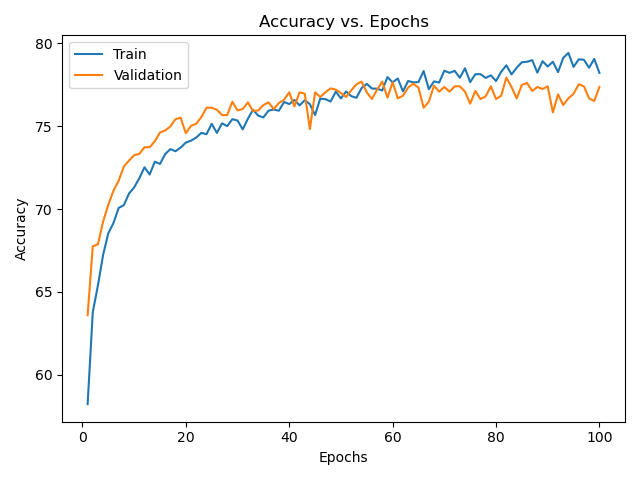 Accuracy vs. Epochs
Train
Validation
80
75
70
65
60
Accuracy
0 20 40 60 80 100
Epochs